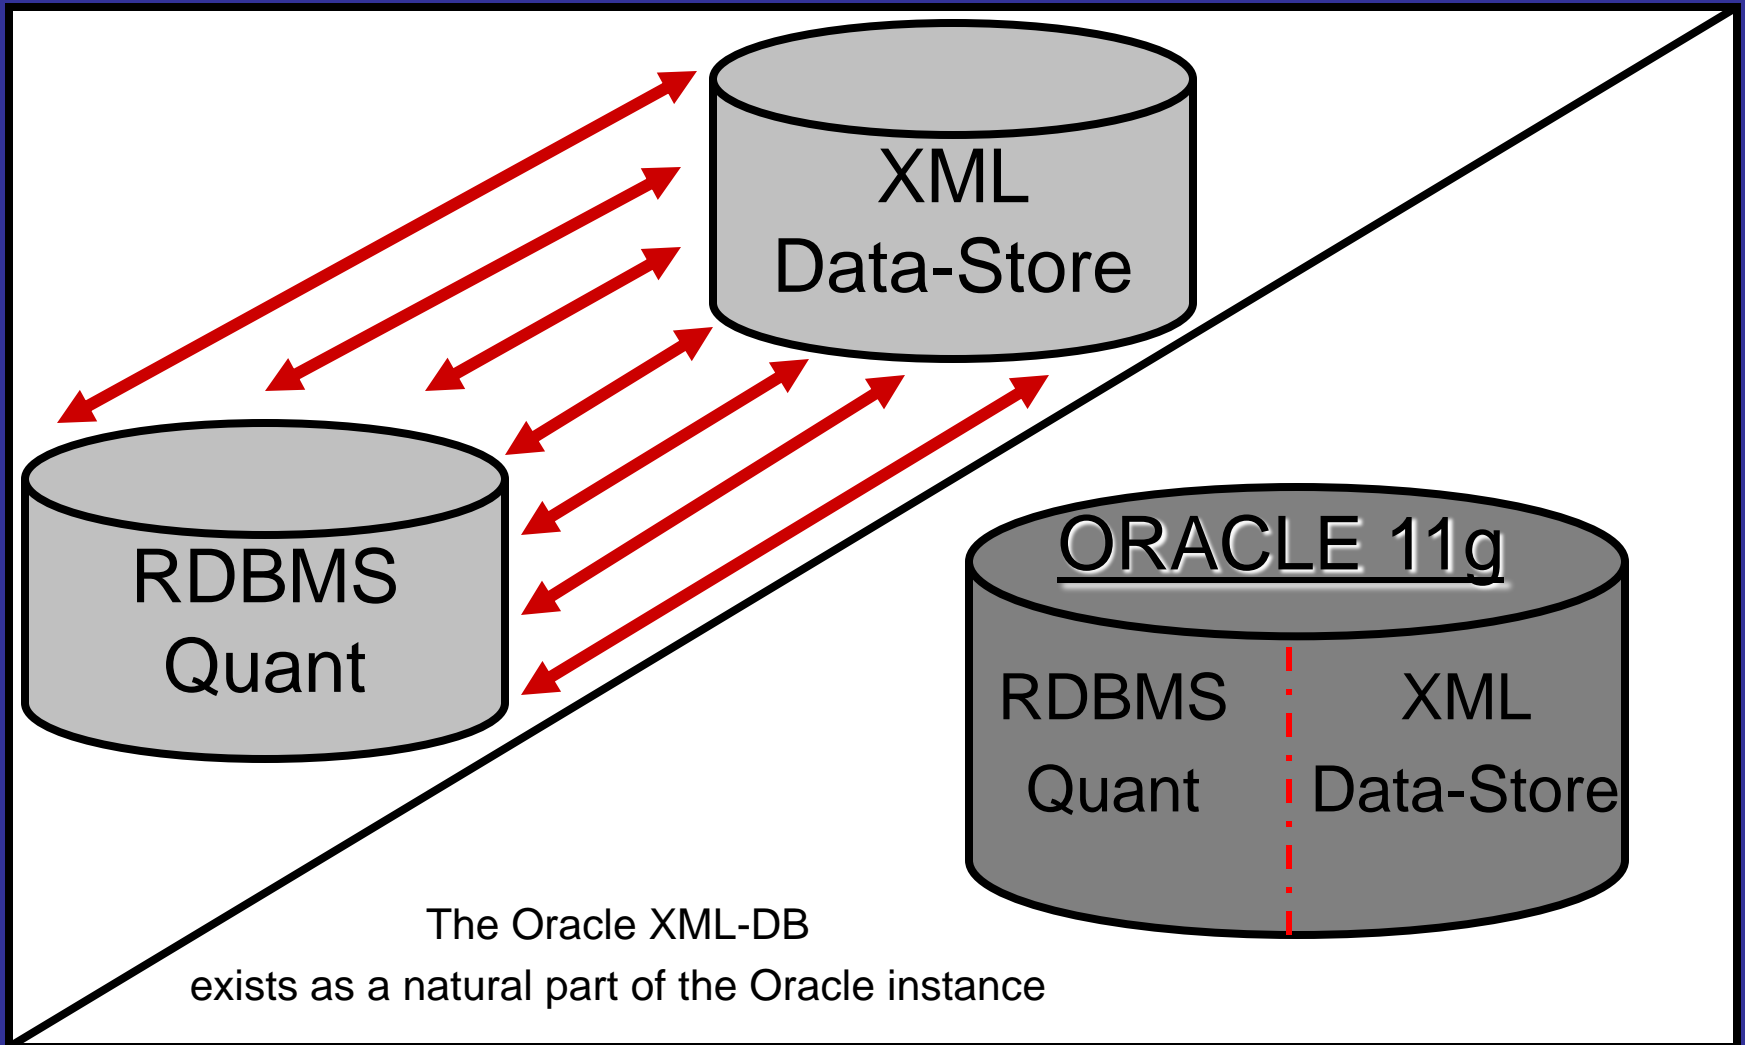 XML
Data-Store
RDBMS
Quant
ORACLE 11g
RDBMS
Quant
XML
Data-Store
The Oracle XML-DB
exists as a natural part of the Oracle instance